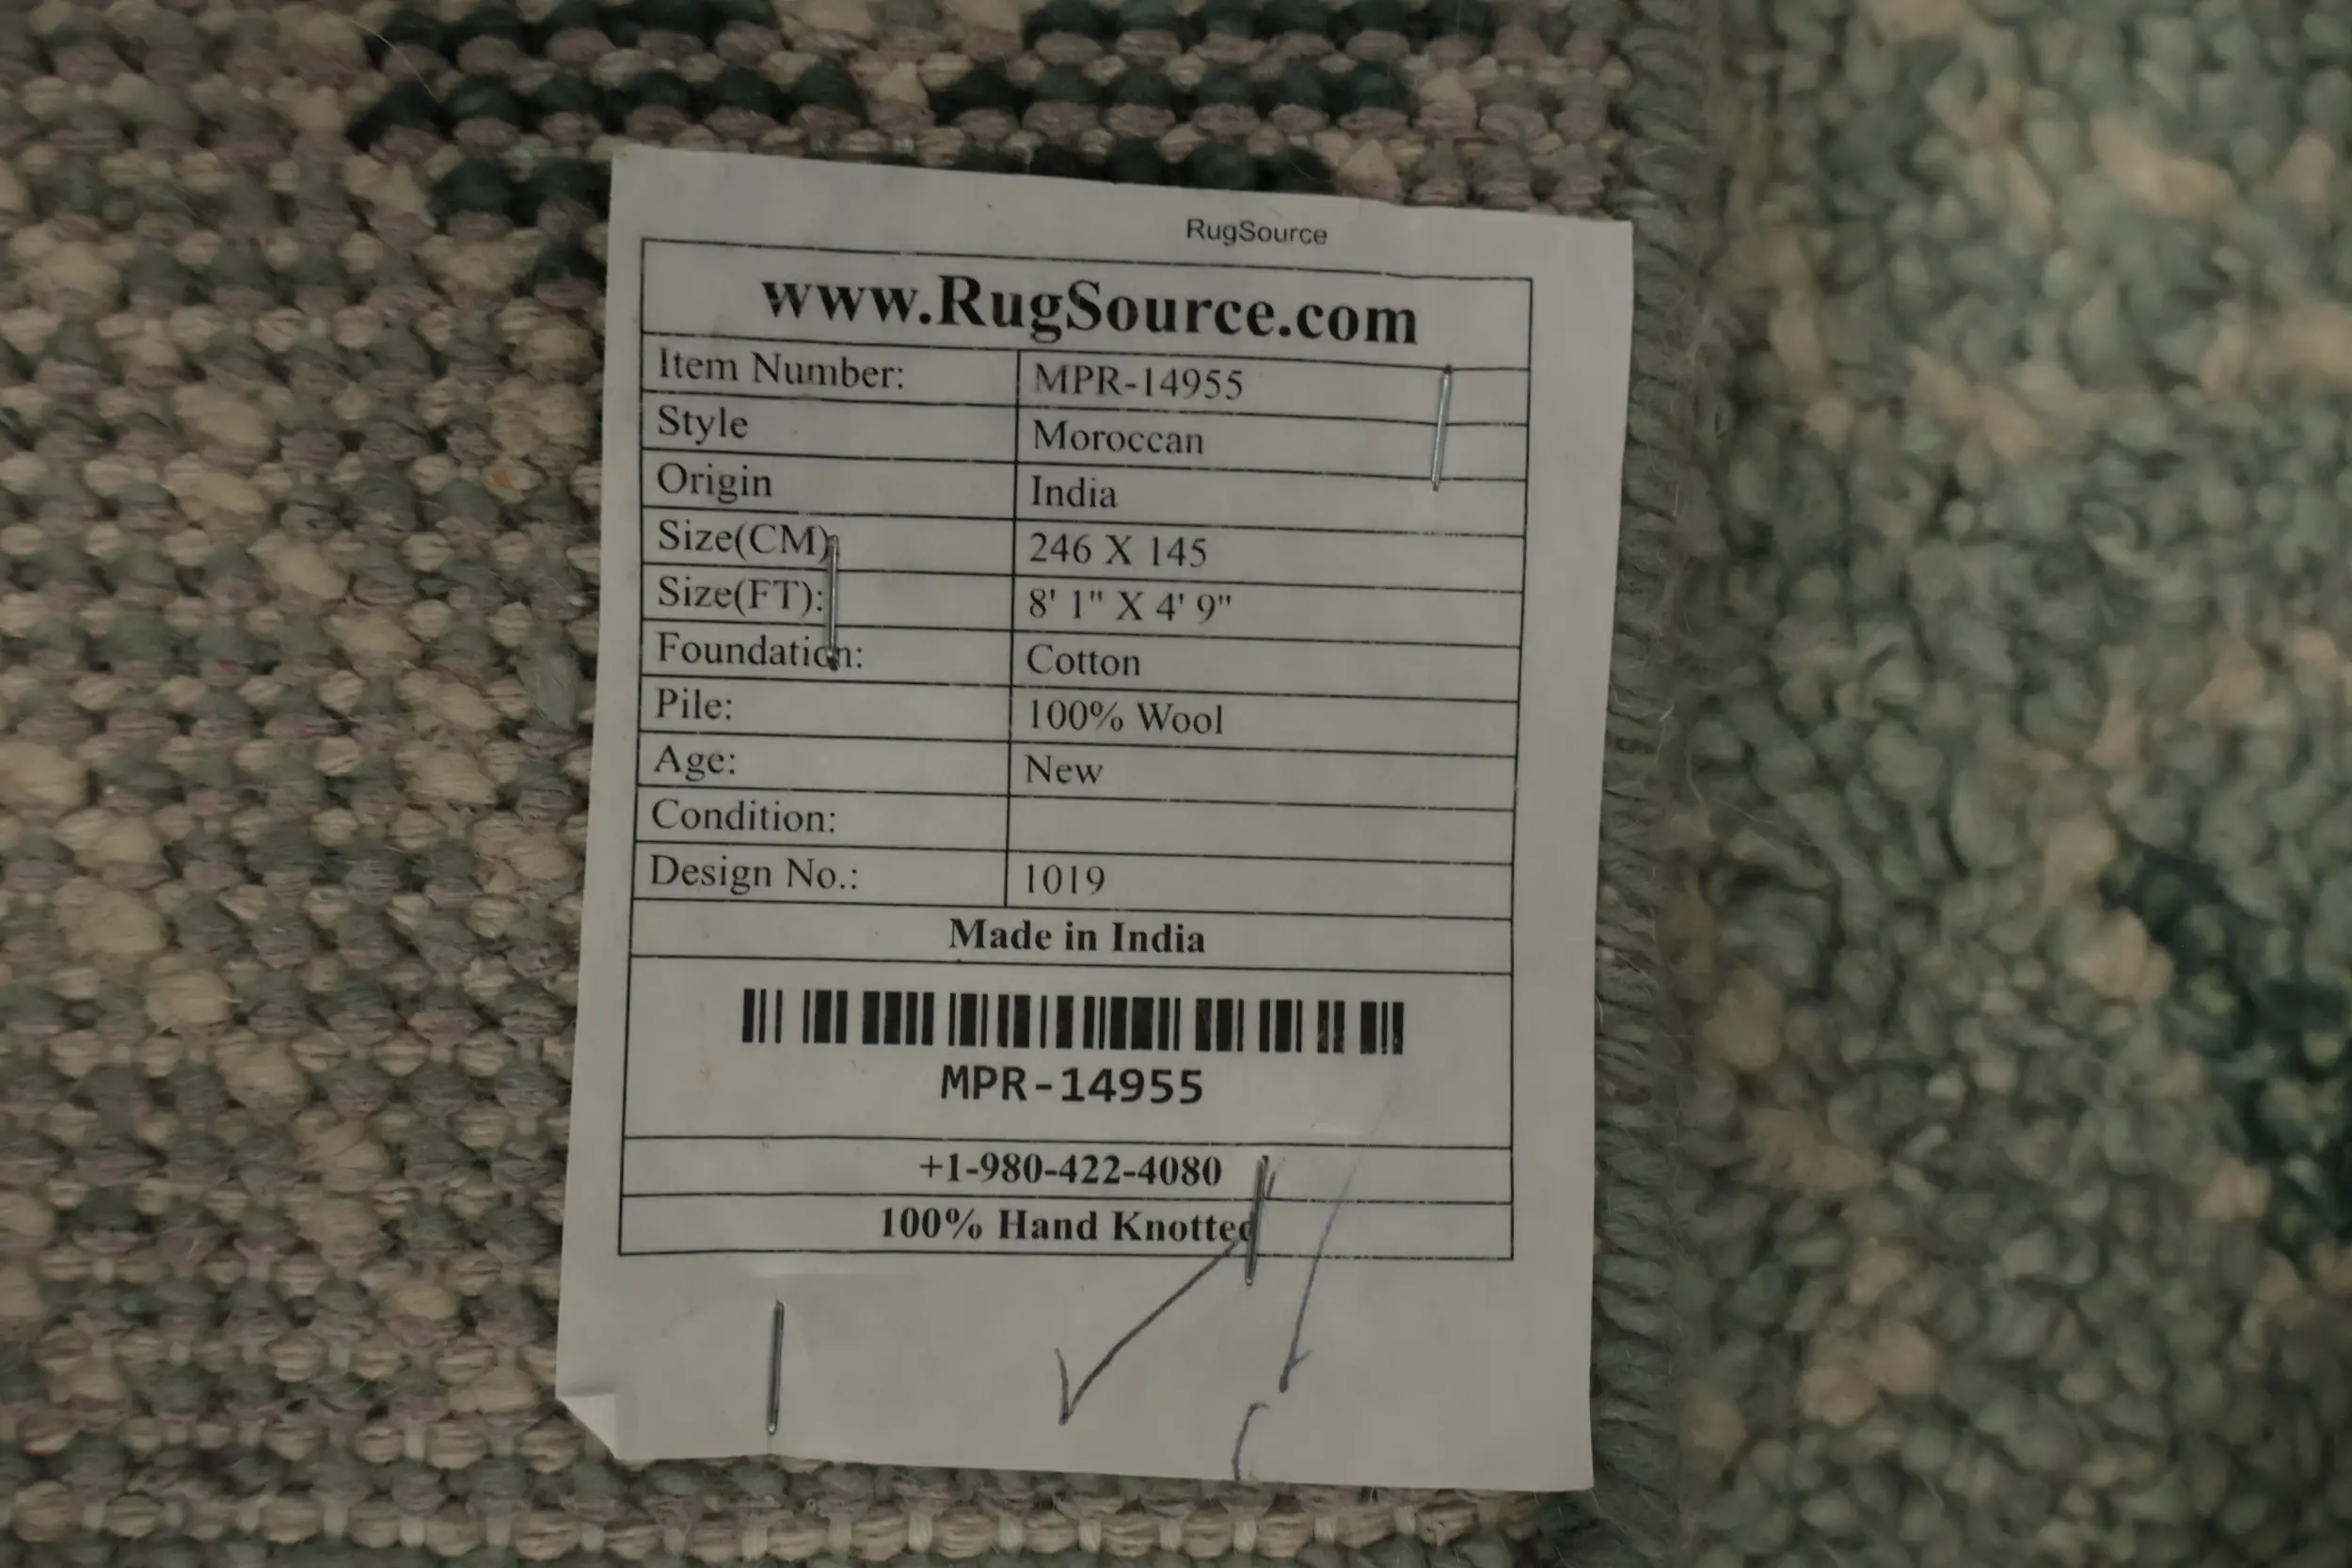 RugSource
www.RugSource.com
Item Number: MPR-14955
Style Moroccan
Origin India
Size(CM) 246 X 145
Size(FT): 8' 1" X 4' 9"
Foundation: Cotton
Pile: 100% Wool
Age: New
Condition:
Design No.: 1019
Made in India
MPR-14955
+1-980-422-4080
100% Hand Knotted